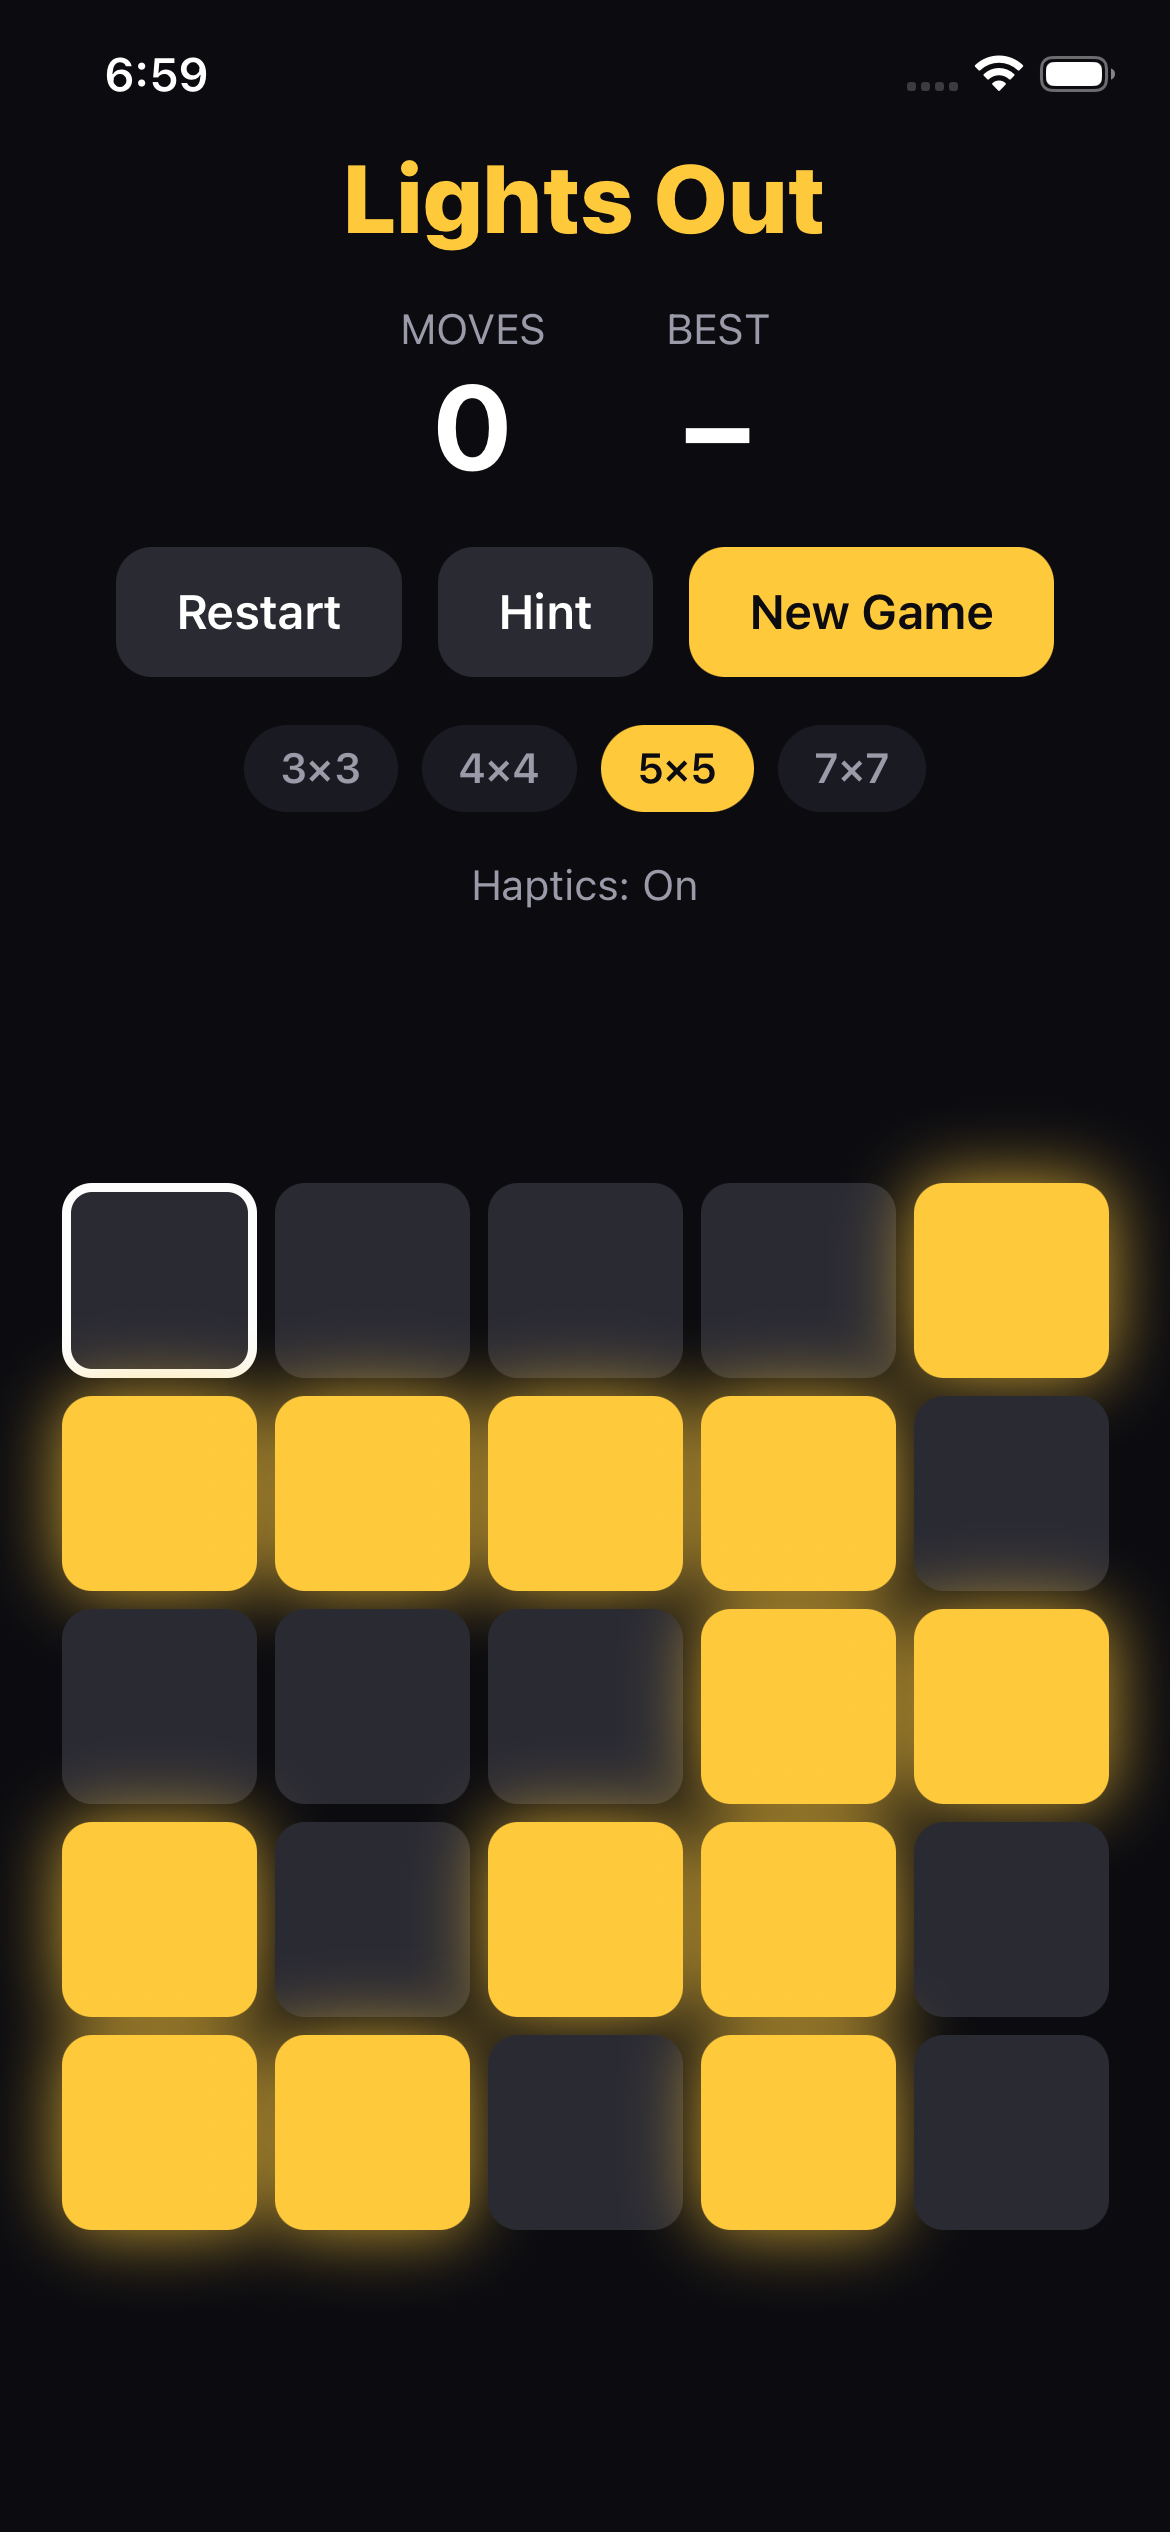 6:59
Lights Out
MOVES BEST
0 –
Restart Hint New Game
3×3 4×4 5×5 7×7
Haptics: On